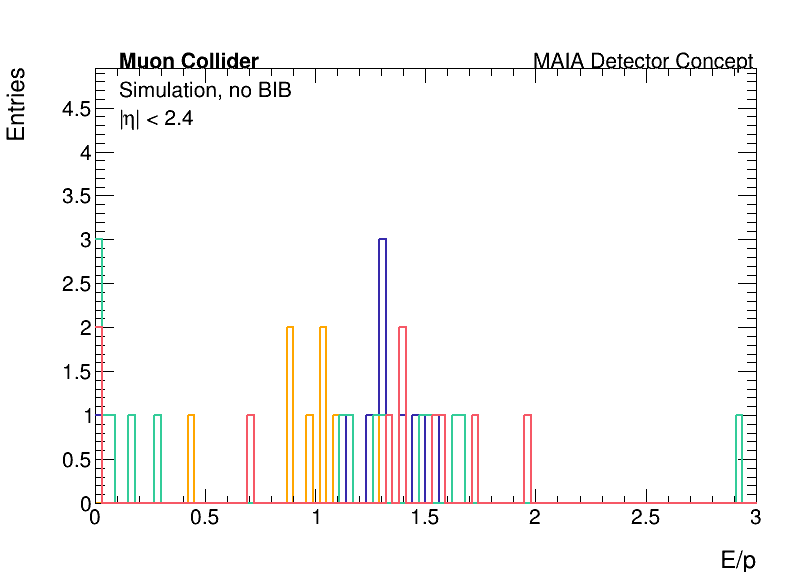 Muon Collider
MAIA Detector Concept
Simulation, no BIB
|η| < 2.4
Entries
4.5
4
3.5
3
2.5
2
1.5
1
0.5
0
0 0.5 1 1.5 2 2.5 3
E/p